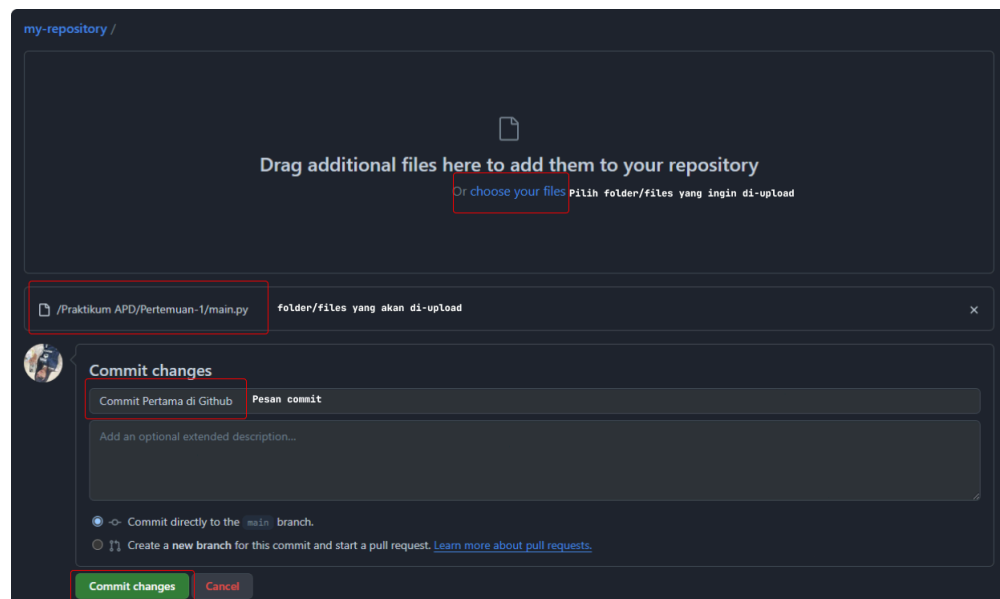 my-repository /
Drag additional files here to add them to your repository
Or choose your files Pilih folder/files yang ingin di-upload
/Praktikum APD/Pertemuan-1/main.py folder/files yang akan di-upload ×
Commit changes
Commit Pertama di Github Pesan commit
Add an optional extended description...
Commit directly to the main branch.
Create a new branch for this commit and start a pull request. Learn more about pull requests.
Commit changes Cancel